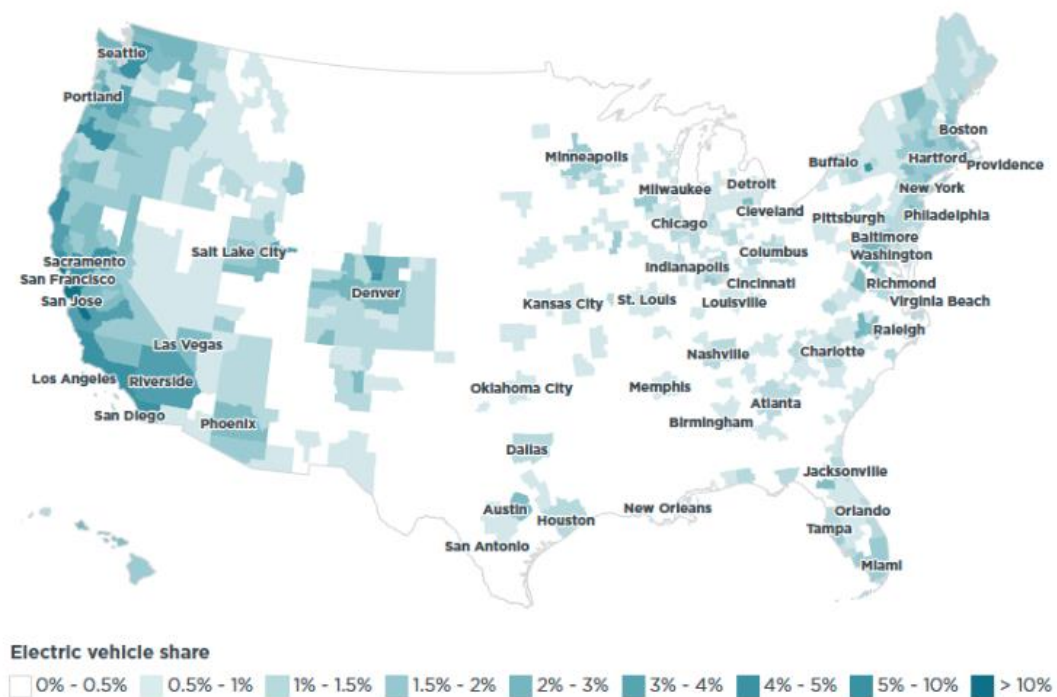 Seattle
Portland
Boston
Minneapolis
Buffalo
Hartford
Providence
Milwaukee
Detroit
New York
Chicago
Cleveland
Pittsburgh
Philadelphia
Sacramento
Salt Lake City
Columbus
Baltimore
Washington
San Francisco
Indianapolis
Cincinnati
Richmond
San Jose
Denver
Kansas City
St. Louis
Louisville
Virginia Beach
Las Vegas
Raleigh
Nashville
Charlotte
Los Angeles
Riverside
Oklahoma City
Memphis
Atlanta
San Diego
Phoenix
Birmingham
Dallas
Jacksonville
Austin
Houston
New Orleans
Orlando
Tampa
San Antonio
Miami
Electric vehicle share
0% - 0.5% 0.5% - 1% 1% - 1.5% 1.5% - 2% 2% - 3% 3% - 4% 4% - 5% 5% - 10% > 10%